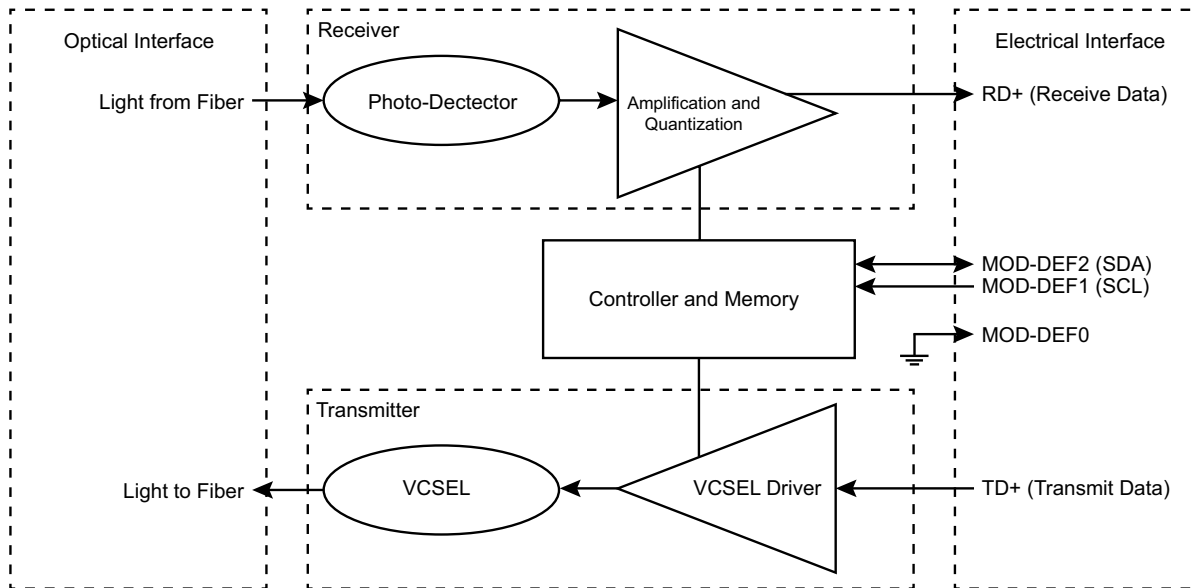 Optical Interface
Receiver
Electrical Interface
Light from Fiber
Photo-Dectector
Amplification and
Quantization
RD+ (Receive Data)
Controller and Memory
MOD-DEF2 (SDA)
MOD-DEF1 (SCL)
MOD-DEF0
Transmitter
Light to Fiber
VCSEL
VCSEL Driver
TD+ (Transmit Data)